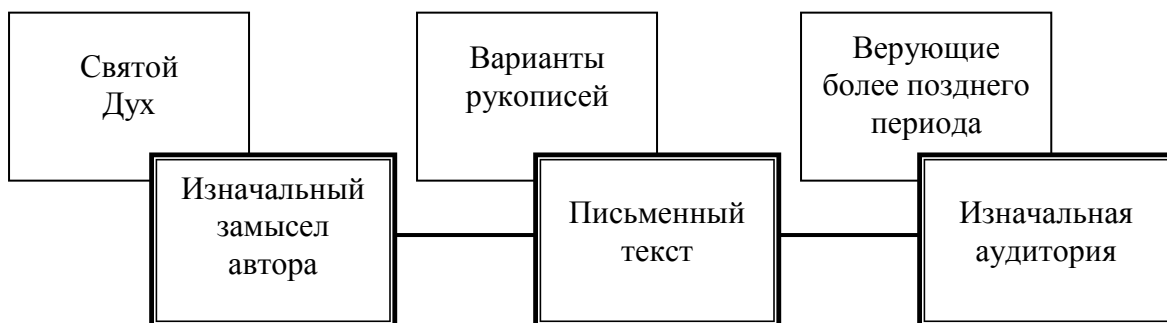 Святой
Дух
Варианты
рукописей
Верующие
более позднего
периода
Изначальный
замысел
автора
Письменный
текст
Изначальная
аудитория